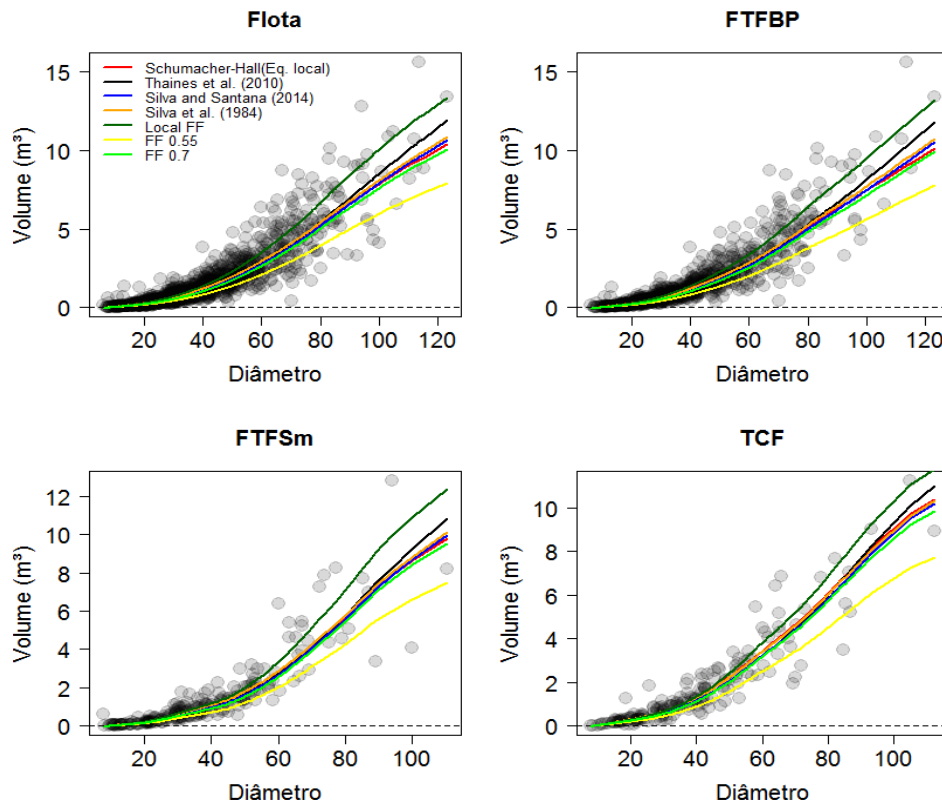 Flota
Volume (m³)
15
10
5
0
Schumacher-Hall(Eq. local)
Thaines et al. (2010)
Silva and Santana (2014)
Silva et al. (1984)
Local FF
FF 0.55
FF 0.7
20 40 60 80 100 120
Diâmetro
FTFBP
Volume (m³)
15
10
5
0
20 40 60 80 100 120
Diâmetro
FTFSm
Volume (m³)
12
10
8
6
4
2
0
20 40 60 80 100
Diâmetro
TCF
Volume (m³)
10
8
6
4
2
0
20 40 60 80 100
Diâmetro